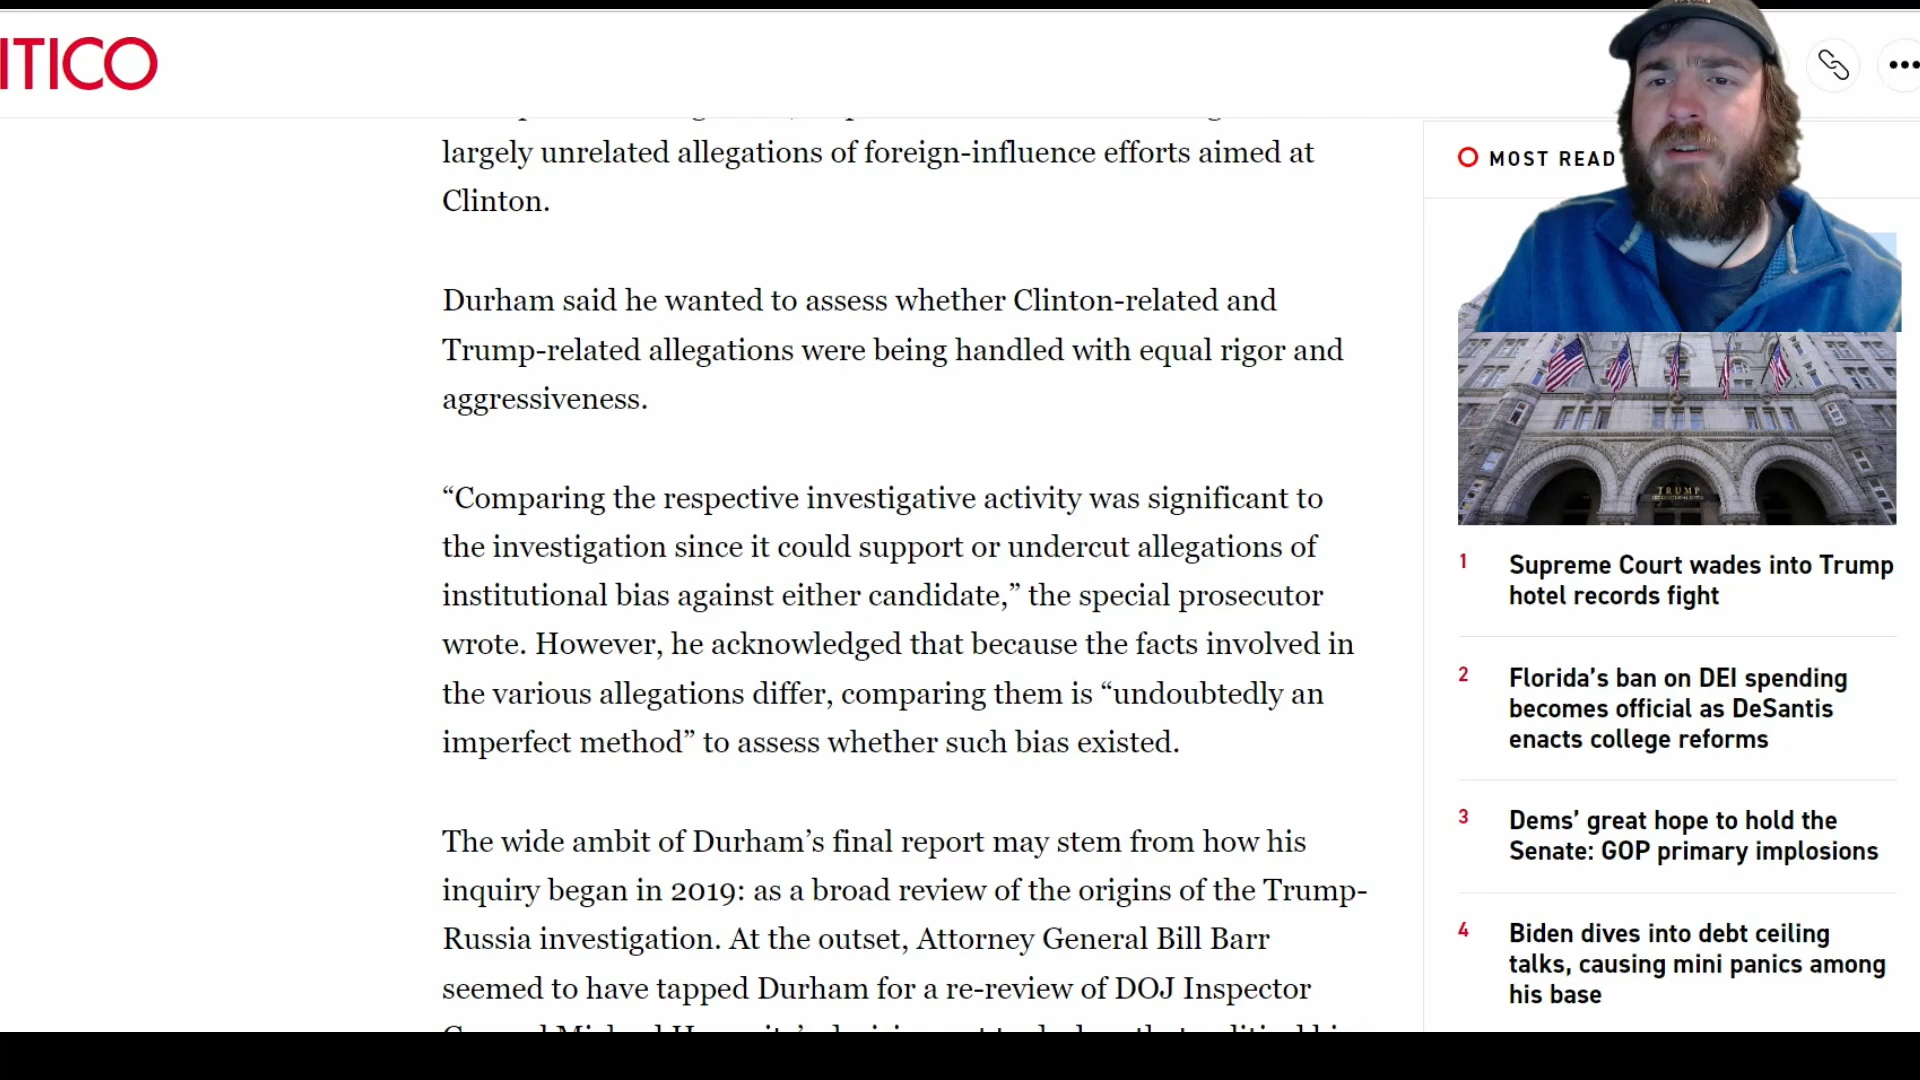 ITICO
largely unrelated allegations of foreign-influence efforts aimed at
Clinton.
Durham said he wanted to assess whether Clinton-related and
Trump-related allegations were being handled with equal rigor and
aggressiveness.
“Comparing the respective investigative activity was significant to
the investigation since it could support or undercut allegations of
institutional bias against either candidate,” the special prosecutor
wrote. However, he acknowledged that because the facts involved in
the various allegations differ, comparing them is “undoubtedly an
imperfect method” to assess whether such bias existed.
The wide ambit of Durham’s final report may stem from how his
inquiry began in 2019: as a broad review of the origins of the Trump-
Russia investigation. At the outset, Attorney General Bill Barr
seemed to have tapped Durham for a re-review of DOJ Inspector
MOST READ
TRUMP
1 Supreme Court wades into Trump
hotel records fight
2 Florida’s ban on DEI spending
becomes official as DeSantis
enacts college reforms
3 Dems’ great hope to hold the
Senate: GOP primary implosions
4 Biden dives into debt ceiling
talks, causing mini panics among
his base